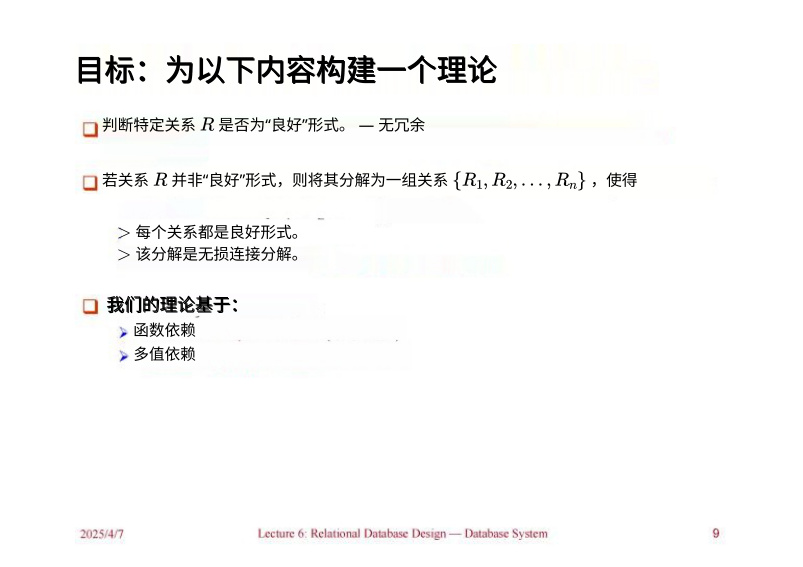 目标：为以下内容构建一个理论
判断特定关系 R 是否为“良好”形式。 — 无冗余
若关系 R 并非“良好”形式，则将其分解为一组关系 {R₁, R₂, . . . , Rₙ} ，使得
> 每个关系都是良好形式。
> 该分解是无损连接分解。
我们的理论基于：
函数依赖
多值依赖
2025/4/7
Lecture 6: Relational Database Design — Database System
9